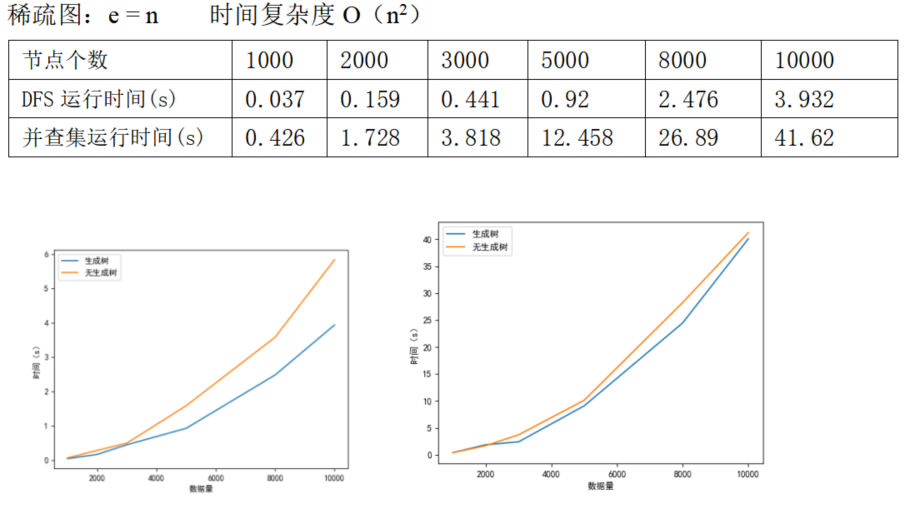 稀疏图：e = n 时间复杂度 O（n²）
节点个数 1000 2000 3000 5000 8000 10000
DFS 运行时间(s) 0.037 0.159 0.441 0.92 2.476 3.932
并查集运行时间(s) 0.426 1.728 3.818 12.458 26.89 41.62
生成树
无生成树
6
5
4
3
2
1
0
时间（s）
2000 4000 6000 8000 10000
数据量
生成树
无生成树
40
35
30
25
20
15
10
5
0
时间（s）
2000 4000 6000 8000 10000
数据量